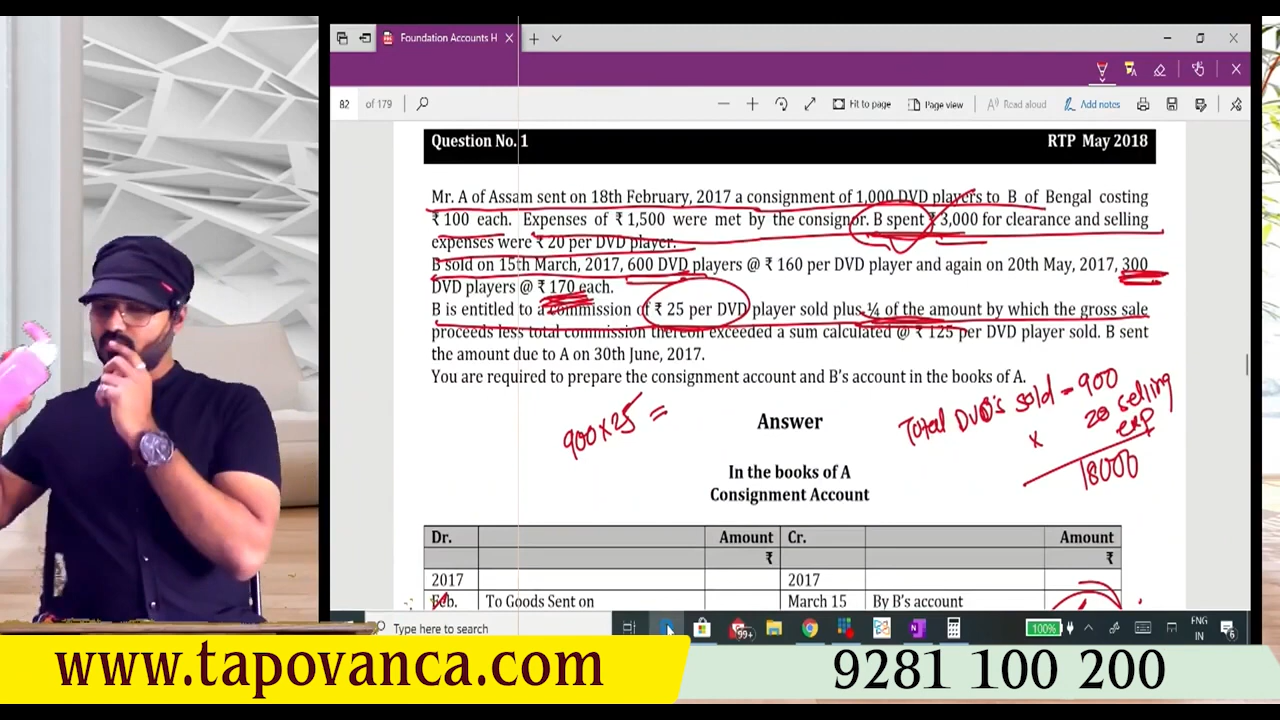 Foundation Accounts H
82 of 179
Fit to page
Page view
Read aloud
Add notes
Question No. 1 RTP May 2018
Mr. A of Assam sent on 18th February, 2017 a consignment of 1,000 DVD players to B of Bengal costing
₹ 100 each. Expenses of ₹ 1,500 were met by the consignor. B spent ₹ 3,000 for clearance and selling
expenses were ₹ 20 per DVD player.
B sold on 15th March, 2017, 600 DVD players @ ₹ 160 per DVD player and again on 20th May, 2017, 300
DVD players @ ₹ 170 each.
B is entitled to a commission of ₹ 25 per DVD player sold plus ¼ of the amount by which the gross sale
proceeds less total commission thereon exceeded a sum calculated @ ₹ 125 per DVD player sold. B sent
the amount due to A on 30th June, 2017.
You are required to prepare the consignment account and B's account in the books of A.
900 x 25 =
Total DVD's sold - 900
x 20 selling
exp
18000
Answer
In the books of A
Consignment Account
Dr. Amount Cr. Amount
₹ ₹
2017 2017
Feb. To Goods Sent on March 15 By B's account
Type here to search
99+
100%
ENG
IN
6
www.tapovanca.com
9281 100 200